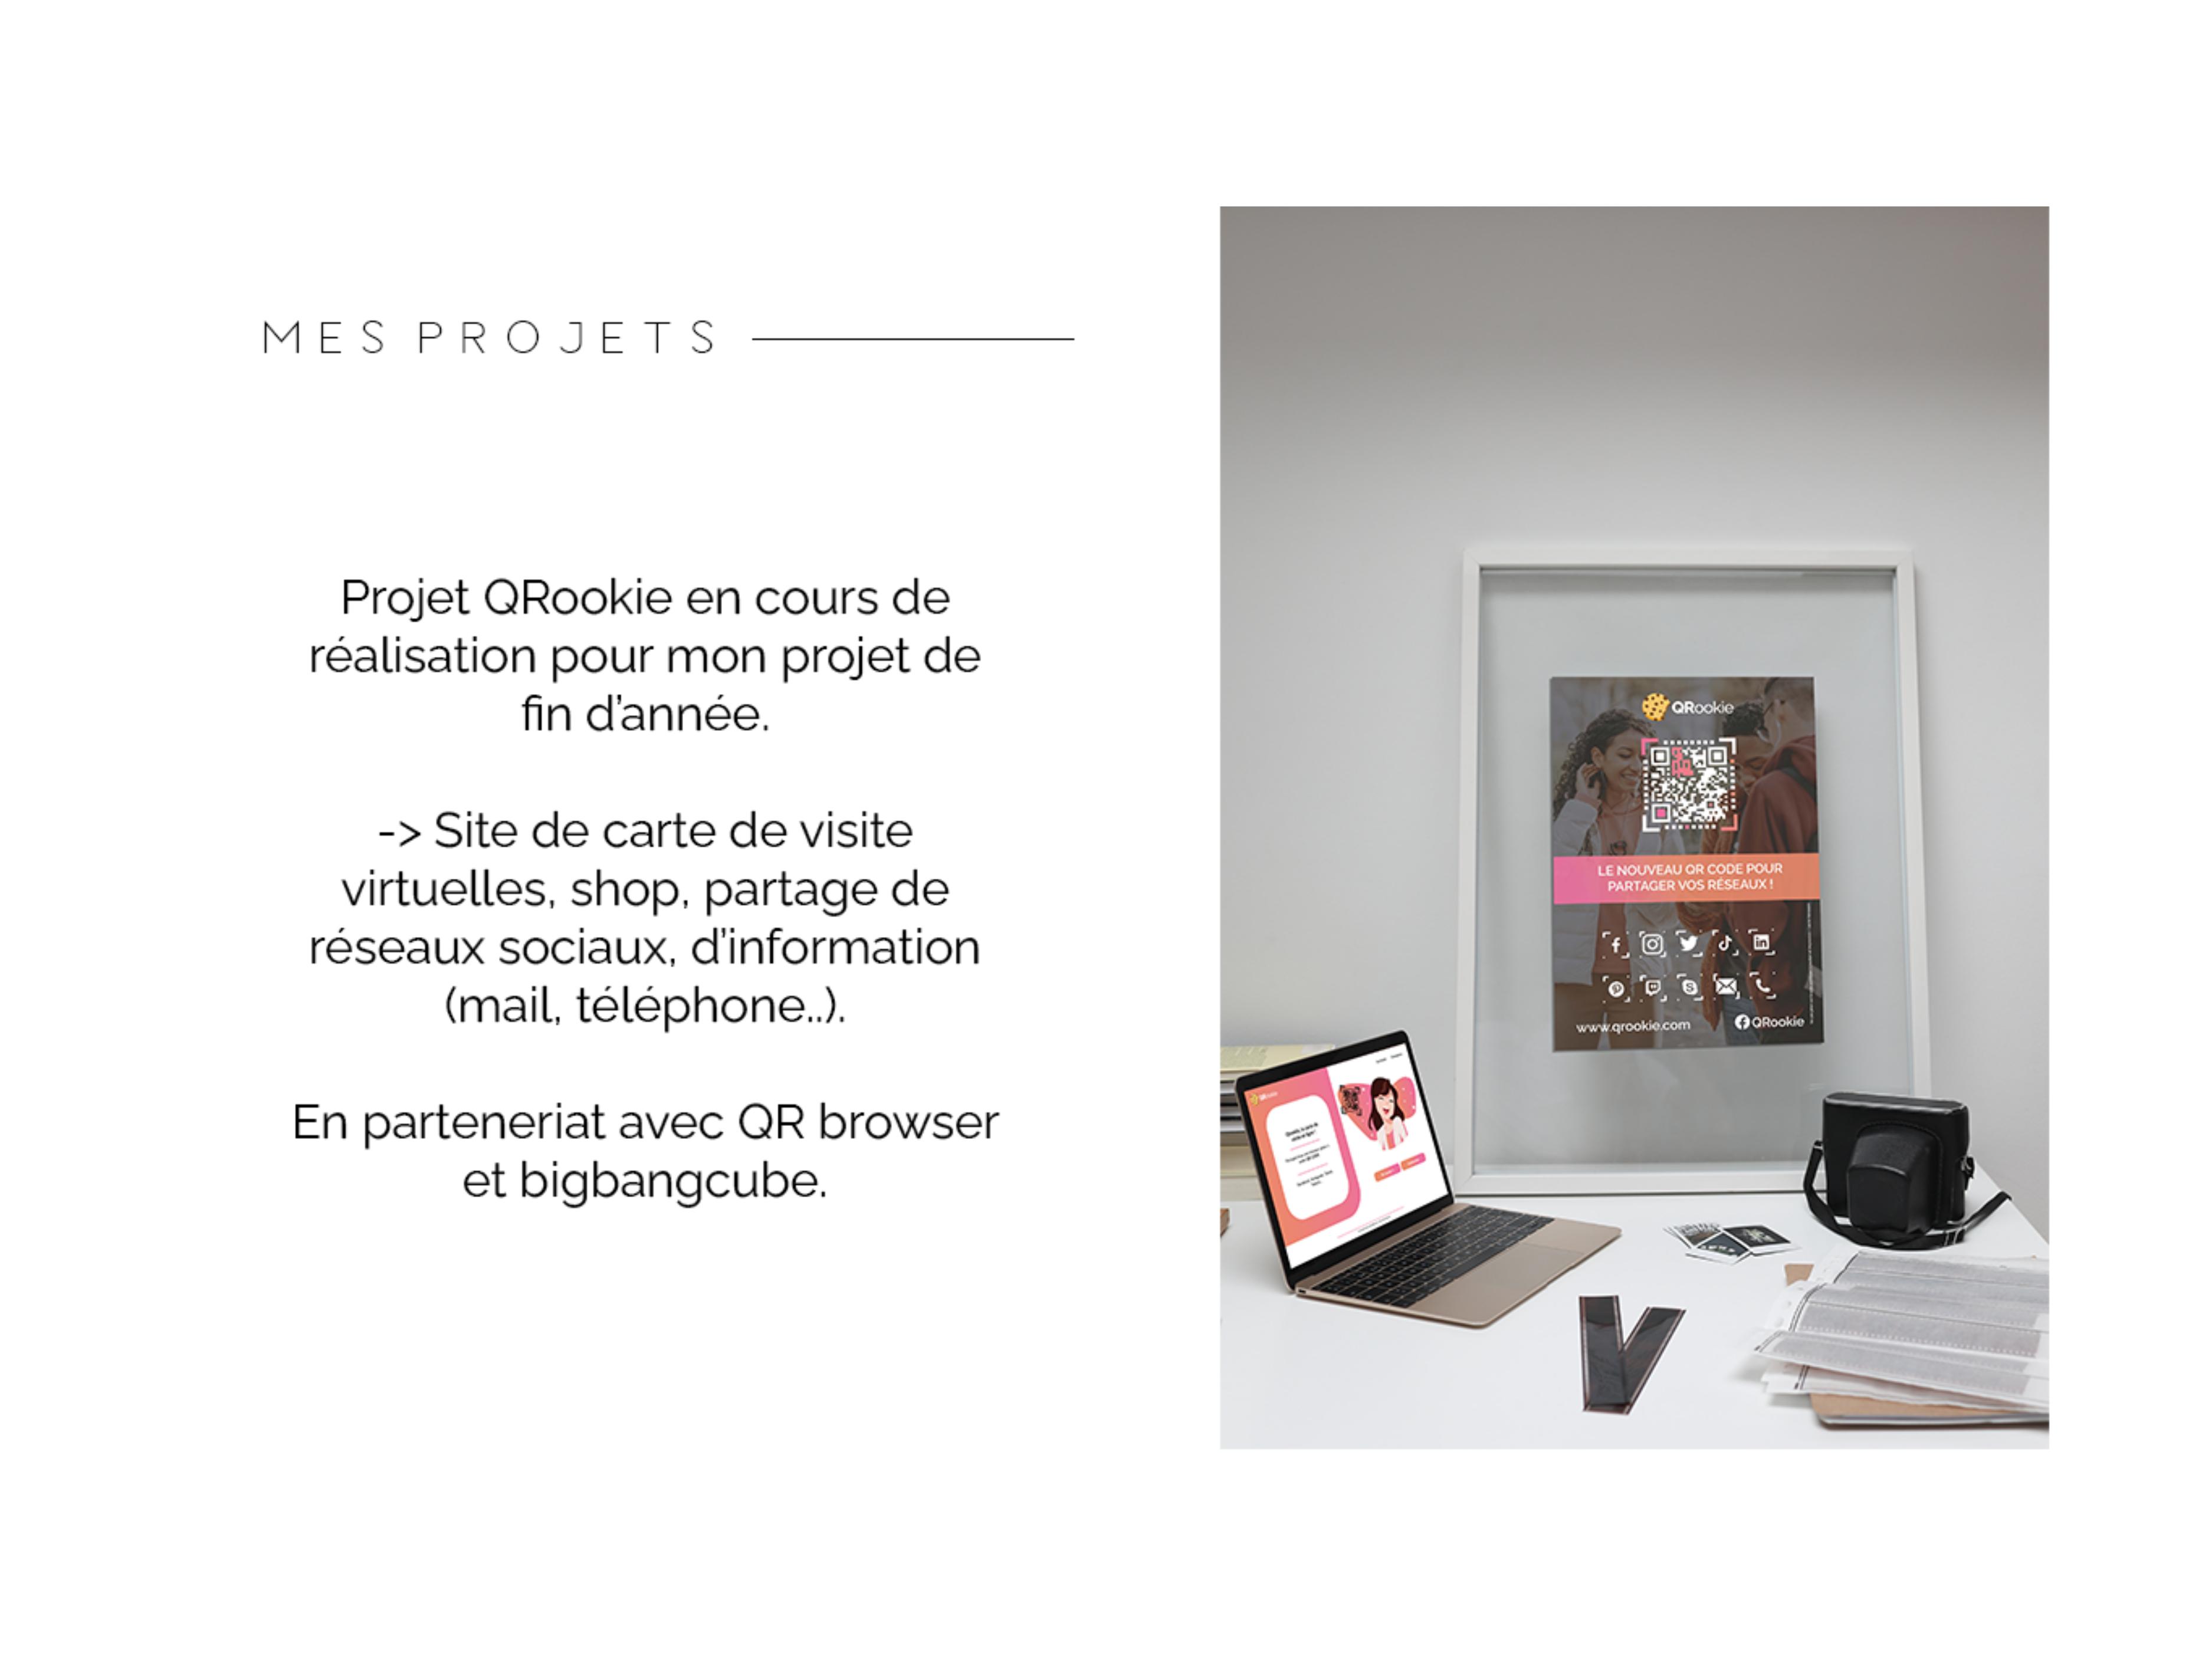 MES PROJETS
Projet QRookie en cours de
réalisation pour mon projet de
fin d'année.
-> Site de carte de visite
virtuelles, shop, partage de
réseaux sociaux, d'information
(mail, téléphone..).
En parteneriat avec QR browser
et bigbangcube.
QRookie
LE NOUVEAU QR CODE POUR
PARTAGER VOS RÉSEAUX !
www.qrookie.com
QRookie